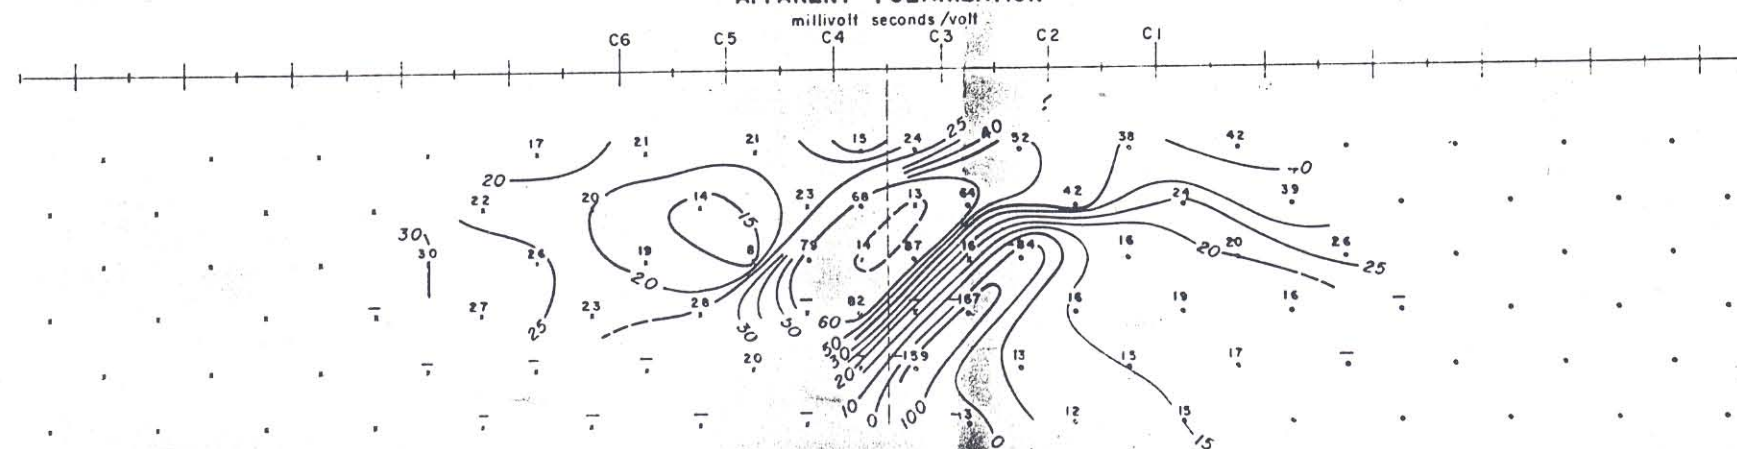 millivolt seconds/volt
C6 C5 C4 C3 C2 C1
?
17 21 21 15 24 25 40 52 38 42
20 40
22 20 14 23 68 13 64 42 24 39
15
30
30 26 19 8 79 14 87 16 -84 16 20 20 26
20 25
27 23 28 82 -167 16 19 16
25 30 50 60
50
30
20 -159 13 15 17
20
10 0 100 -13 12 15
0 15